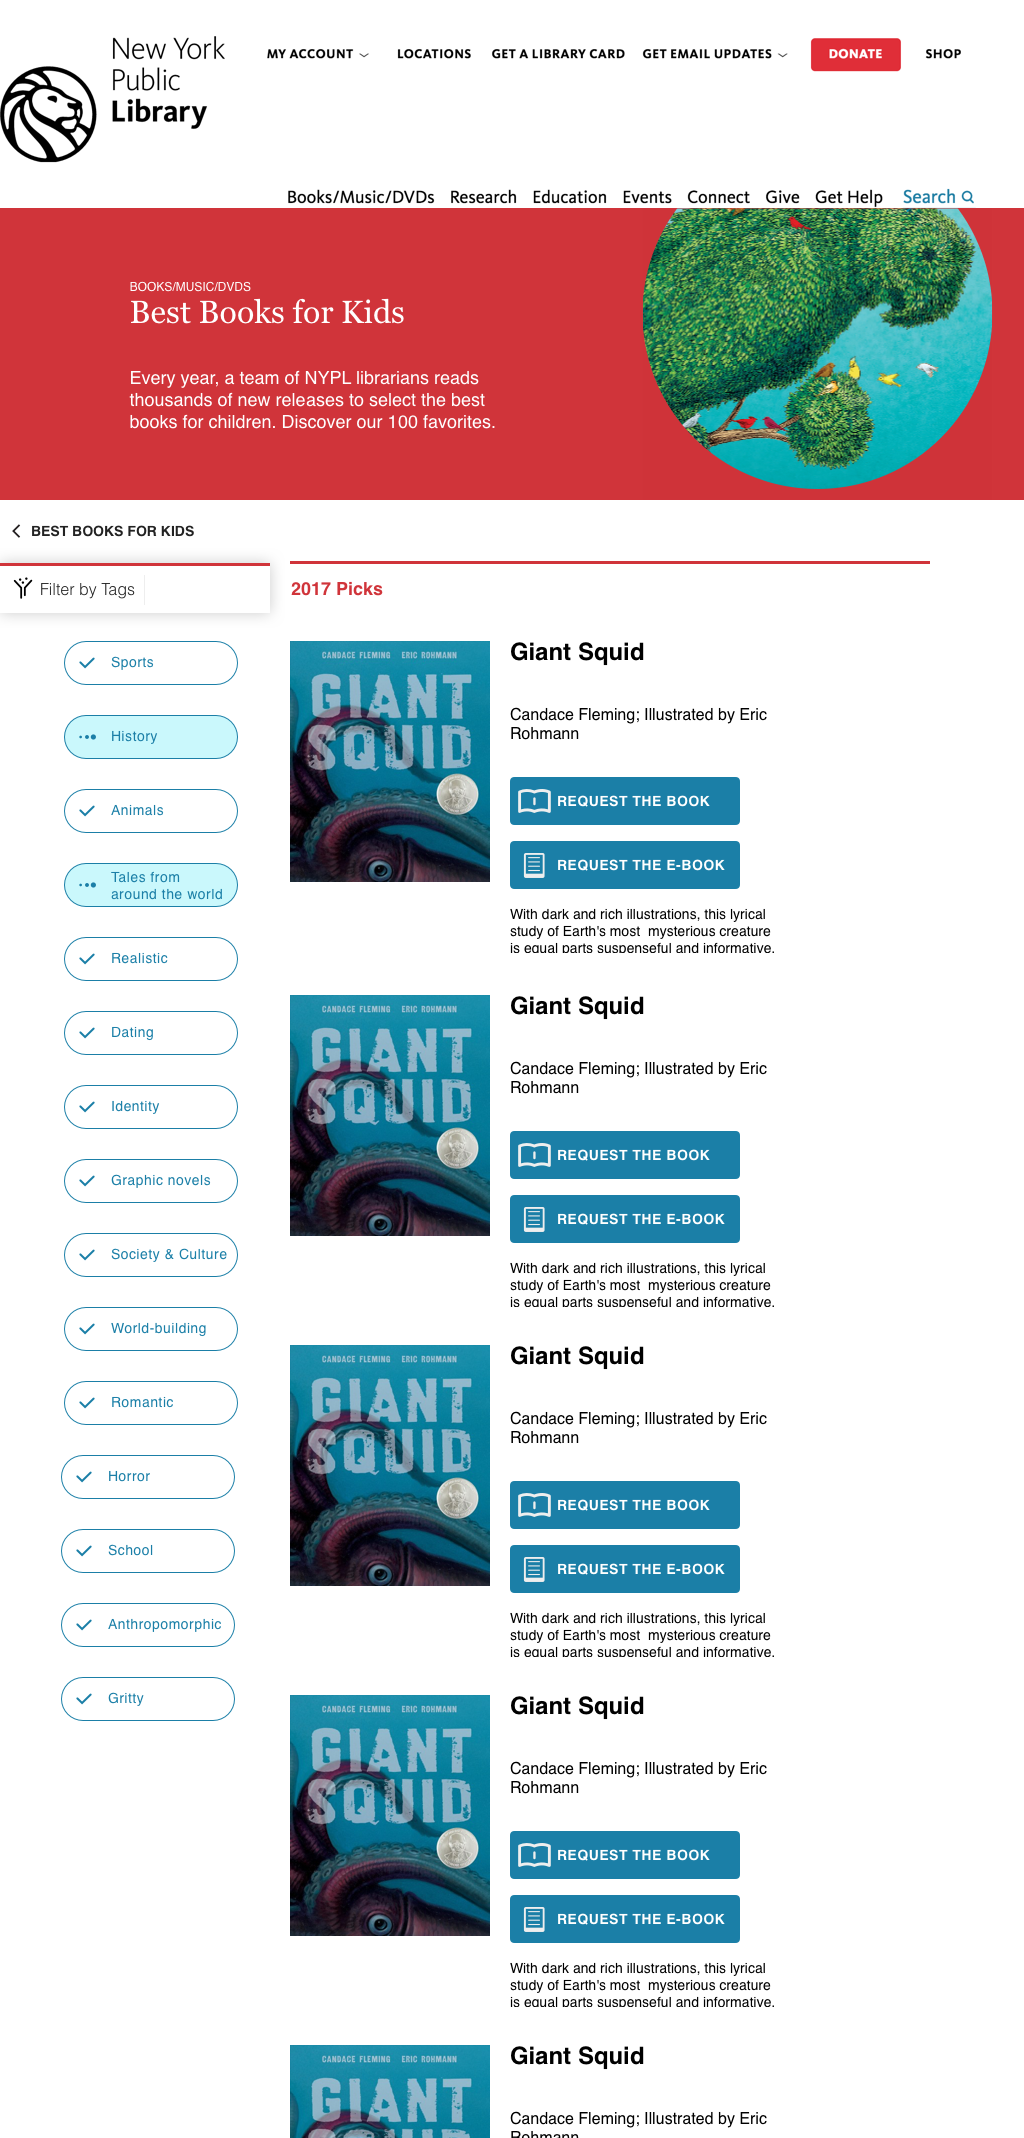 New York
Public
Library
MY ACCOUNT
LOCATIONS
GET A LIBRARY CARD
GET EMAIL UPDATES
DONATE
SHOP
Books/Music/DVDs Research Education Events Connect Give Get Help Search
BOOKS/MUSIC/DVDS
Best Books for Kids
Every year, a team of NYPL librarians reads
thousands of new releases to select the best
books for children. Discover our 100 favorites.
BEST BOOKS FOR KIDS
Filter by Tags
Sports
History
Animals
Tales from
around the world
Realistic
Dating
Identity
Graphic novels
Society & Culture
World-building
Romantic
Horror
School
Anthropomorphic
Gritty
2017 Picks
CANDACE FLEMING ERIC ROHMANN
GIANT
SQUID
Giant Squid
Candace Fleming; Illustrated by Eric
Rohmann
REQUEST THE BOOK
REQUEST THE E-BOOK
With dark and rich illustrations, this lyrical
study of Earth's most  mysterious creature
is equal parts suspenseful and informative.
CANDACE FLEMING ERIC ROHMANN
GIANT
SQUID
Giant Squid
Candace Fleming; Illustrated by Eric
Rohmann
REQUEST THE BOOK
REQUEST THE E-BOOK
With dark and rich illustrations, this lyrical
study of Earth's most  mysterious creature
is equal parts suspenseful and informative.
CANDACE FLEMING ERIC ROHMANN
GIANT
SQUID
Giant Squid
Candace Fleming; Illustrated by Eric
Rohmann
REQUEST THE BOOK
REQUEST THE E-BOOK
With dark and rich illustrations, this lyrical
study of Earth's most  mysterious creature
is equal parts suspenseful and informative.
CANDACE FLEMING ERIC ROHMANN
GIANT
SQUID
Giant Squid
Candace Fleming; Illustrated by Eric
Rohmann
REQUEST THE BOOK
REQUEST THE E-BOOK
With dark and rich illustrations, this lyrical
study of Earth's most  mysterious creature
is equal parts suspenseful and informative.
CANDACE FLEMING ERIC ROHMANN
GIANT
SQUID
Giant Squid
Candace Fleming; Illustrated by Eric
Rohmann